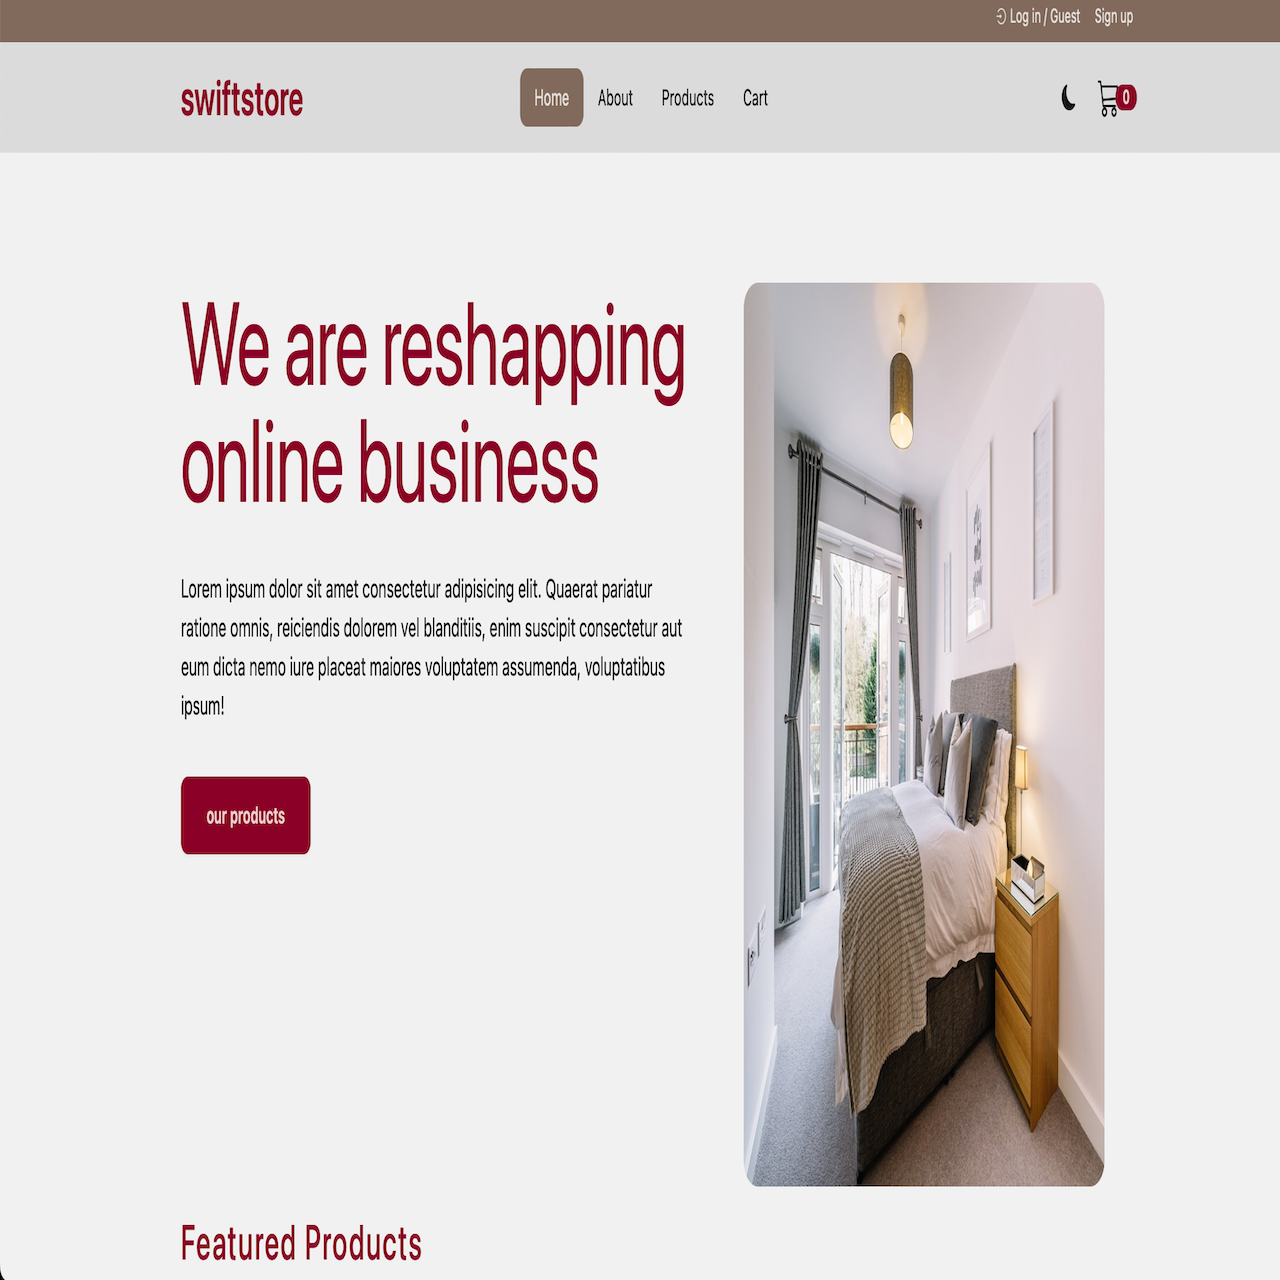 Log in / Guest Sign up
swiftstore Home About Products Cart 0
We are reshapping
online business
Lorem ipsum dolor sit amet consectetur adipisicing elit. Quaerat pariatur
ratione omnis, reiciendis dolorem vel blanditiis, enim suscipit consectetur aut
eum dicta nemo iure placeat maiores voluptatem assumenda, voluptatibus
ipsum!
our products
Featured Products